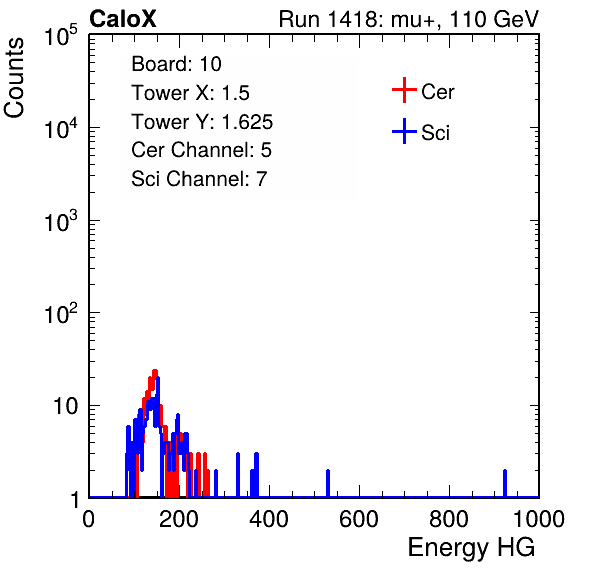 CaloX Run 1418: mu+, 110 GeV
Counts
10^5
10^4
10^3
10^2
10
1
Board: 10
Tower X: 1.5
Tower Y: 1.625
Cer Channel: 5
Sci Channel: 7
Cer
Sci
0 200 400 600 800 1000
Energy HG